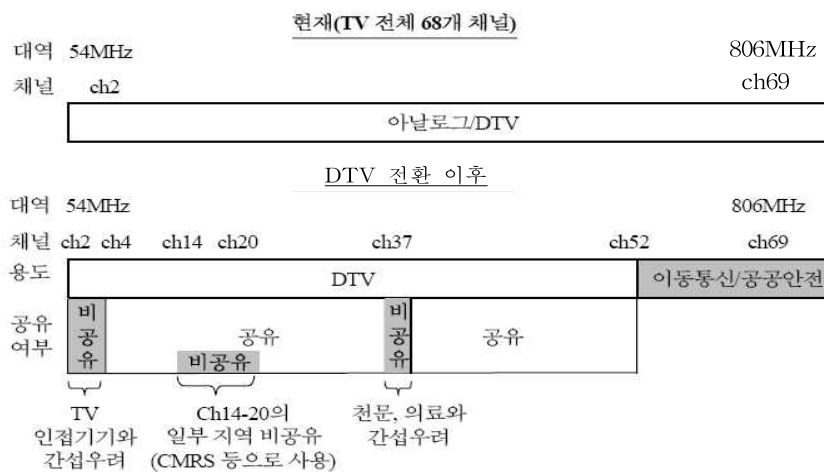 현재(TV 전체 68개 채널)
대역 54MHz 806MHz
채널 ch2 ch69
아날로그/DTV
DTV 전환 이후
대역 54MHz 806MHz
채널 ch2 ch4 ch14 ch20 ch37 ch52 ch69
용도 DTV 이동통신/공공안전
공유
여부
비
공
유
공유
비공유
비
공
유
공유
TV
인접기기와
간섭우려
Ch14-20의
일부 지역 비공유
(CMRS 등으로 사용)
천문, 의료와
간섭우려